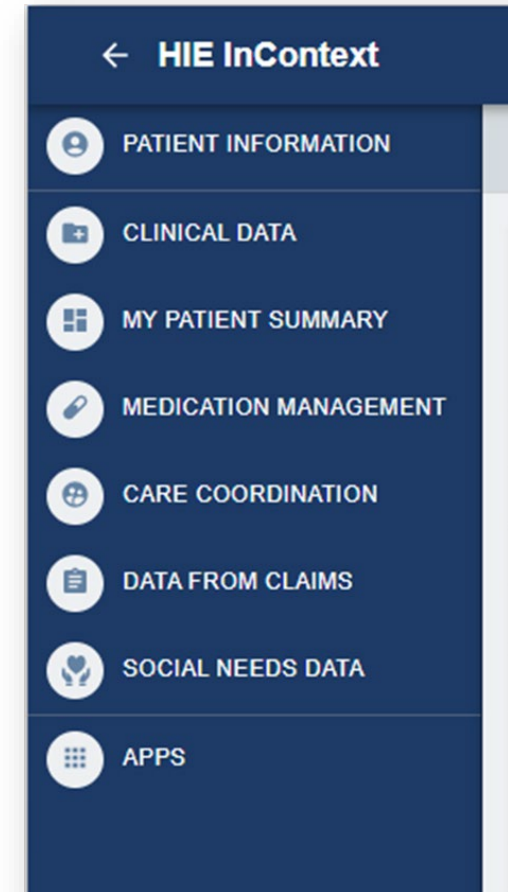 HIE InContext
PATIENT INFORMATION
CLINICAL DATA
MY PATIENT SUMMARY
MEDICATION MANAGEMENT
CARE COORDINATION
DATA FROM CLAIMS
SOCIAL NEEDS DATA
APPS